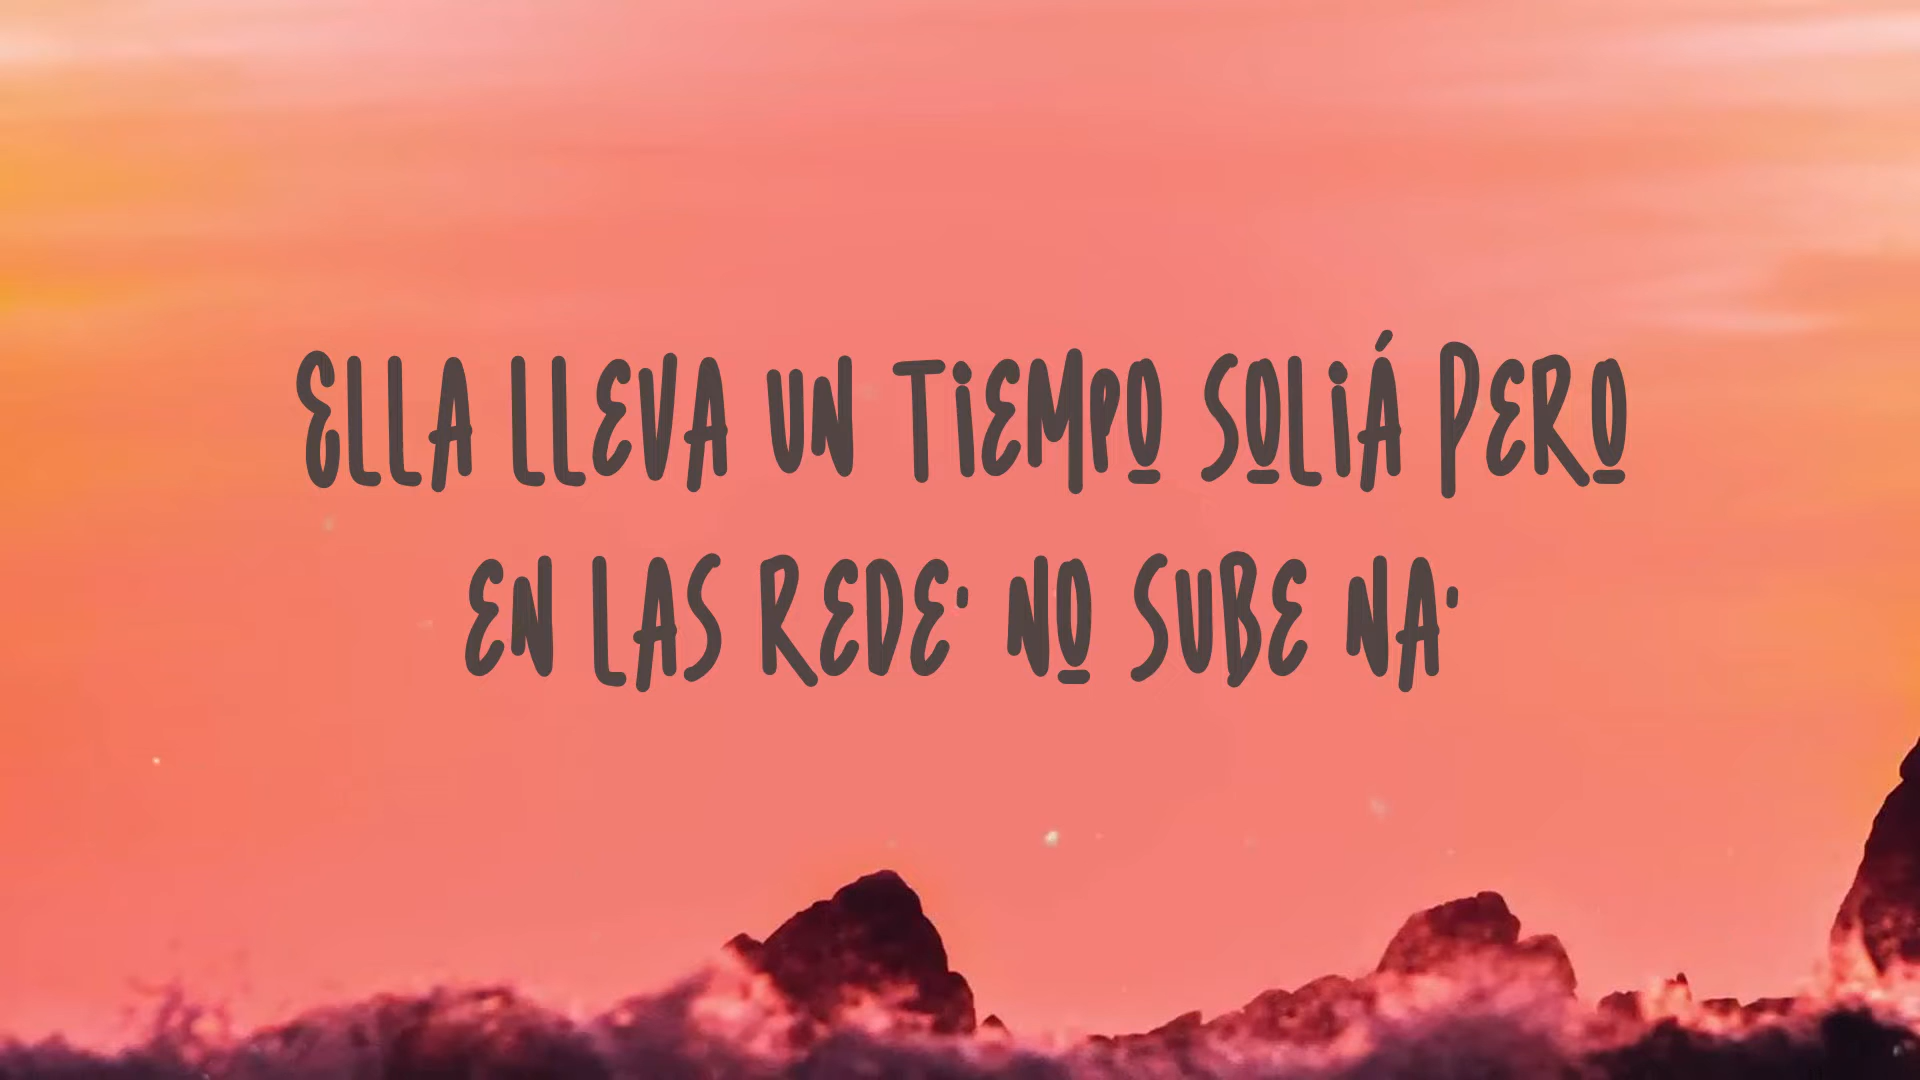 ELLA LLEVA UN TIEMPO SOLIÁ PERO
EN LAS REDE' NO SUBE NA'